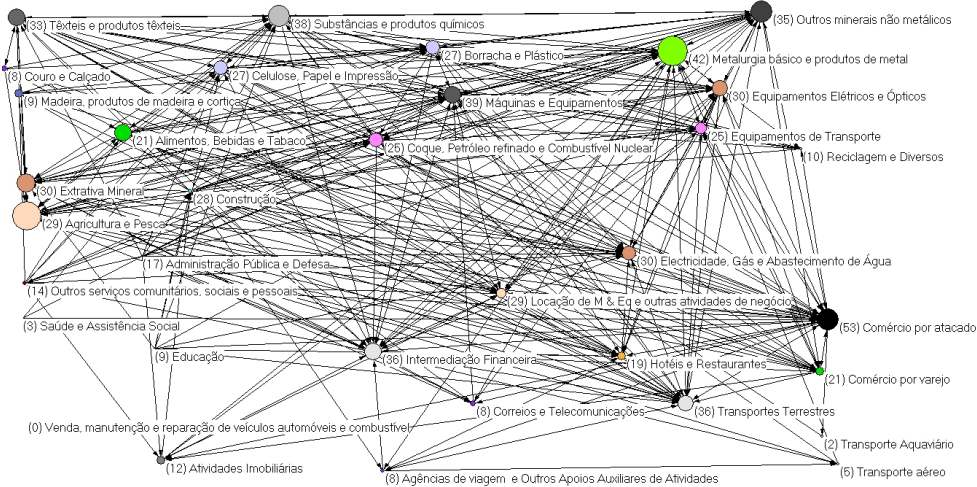 (33) Têxteis e produtos têxteis
(38) Substâncias e produtos químicos
(35) Outros minerais não metálicos
(27) Borracha e Plástico
(42) Metalurgia básico e produtos de metal
(8) Couro e Calçado
(27) Celulose, Papel e Impressão
(9) Madeira, produtos de madeira e cortiça
(39) Máquinas e Equipamentos
(30) Equipamentos Elétricos e Ópticos
(21) Alimentos, Bebidas e Tabaco
(25) Coque, Petróleo refinado e Combustível Nuclear
(25) Equipamentos de Transporte
(10) Reciclagem e Diversos
(30) Extrativa Mineral
(28) Construção
(29) Agricultura e Pesca
(17) Administração Pública e Defesa
(30) Electricidade, Gás e Abastecimento de Água
(14) Outros serviços comunitários, sociais e pessoais
(29) Locação de M & Eq e outras atividades de negócio
(3) Saúde e Assistência Social
(53) Comércio por atacado
(9) Educação
(36) Intermediação Financeira
(19) Hotéis e Restaurantes
(21) Comércio por varejo
(8) Correios e Telecomunicações
(36) Transportes Terrestres
(0) Venda, manutenção e reparação de veículos automóveis e combustível
(2) Transporte Aquaviário
(12) Atividades Imobiliárias
(8) Agências de viagem e Outros Apoios Auxiliares de Atividades
(5) Transporte aéreo